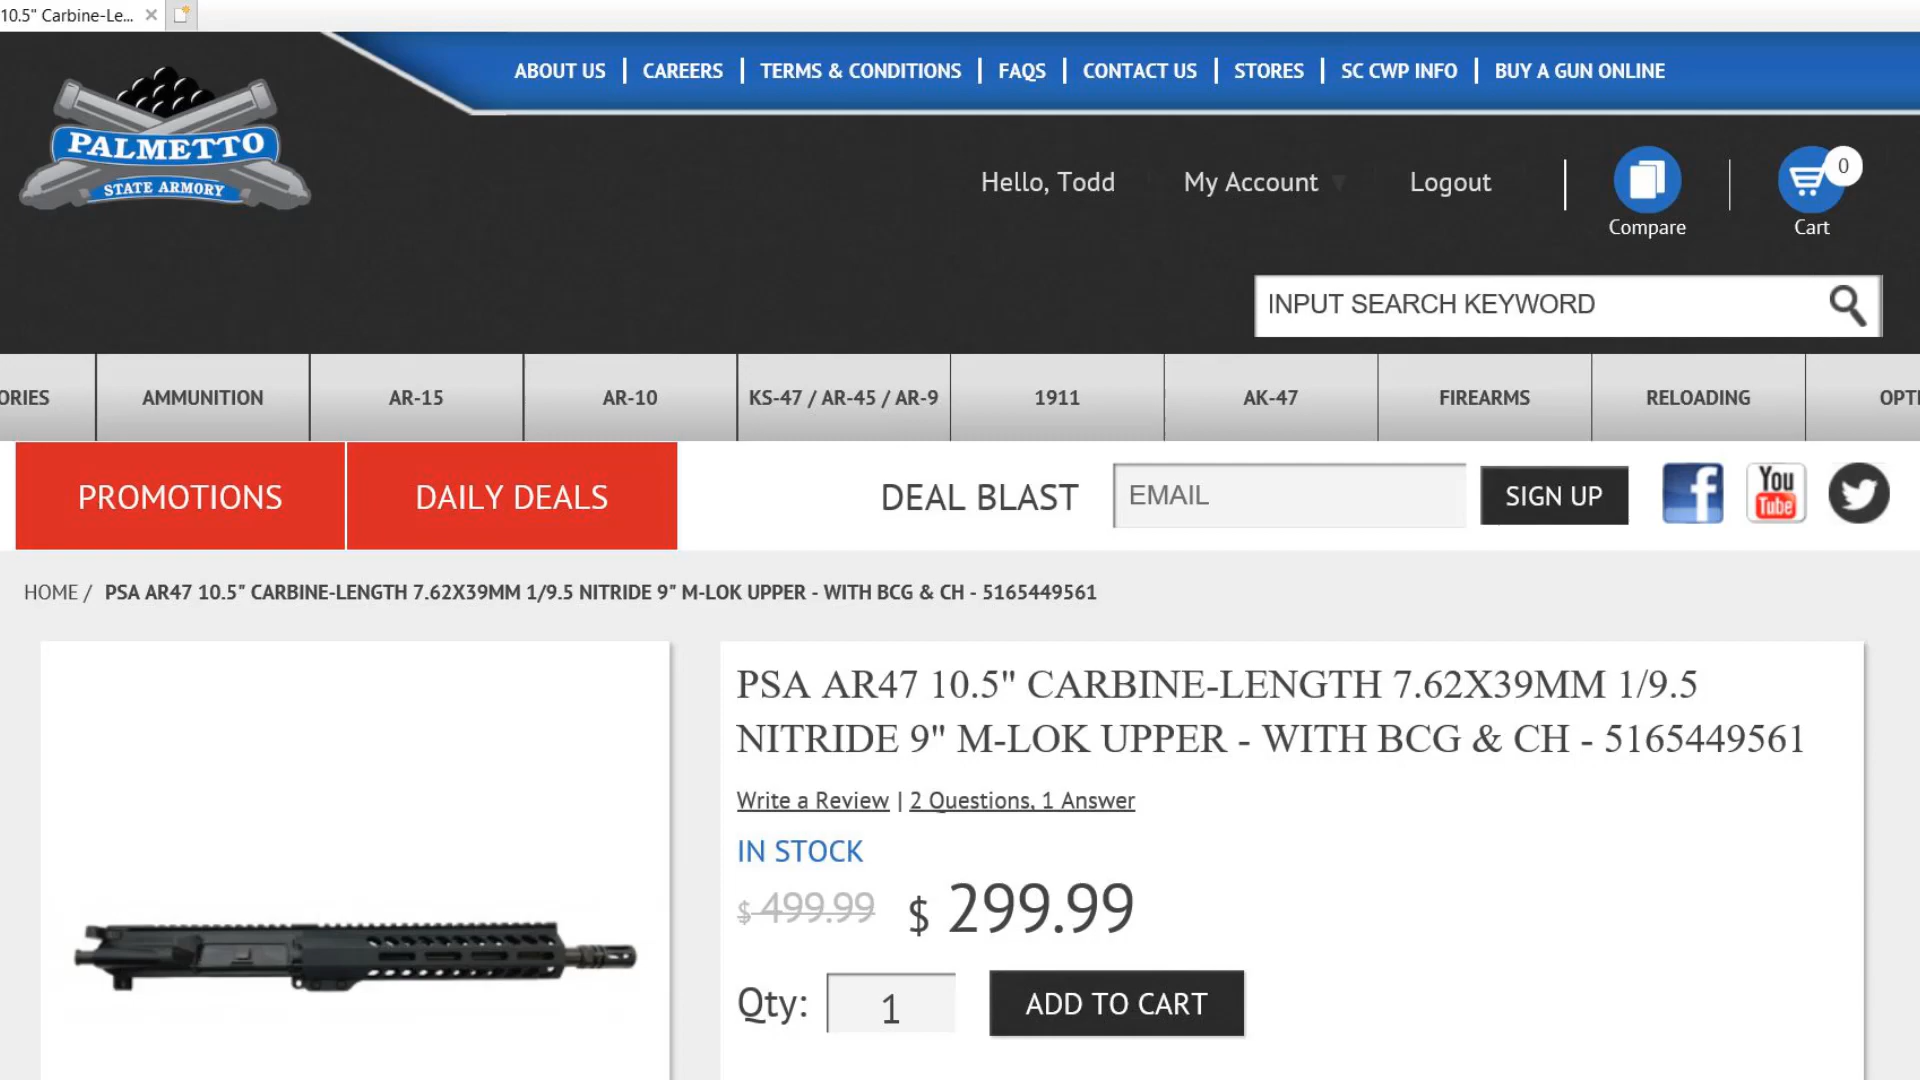 10.5" Carbine-Le...
ABOUT US | CAREERS | TERMS & CONDITIONS | FAQS | CONTACT US | STORES | SC CWP INFO | BUY A GUN ONLINE
PALMETTO
STATE ARMORY
Hello, Todd
My Account
Logout
Compare
0
Cart
INPUT SEARCH KEYWORD
ORIES
AMMUNITION
AR-15
AR-10
KS-47 / AR-45 / AR-9
1911
AK-47
FIREARMS
RELOADING
OPTI
PROMOTIONS
DAILY DEALS
DEAL BLAST
EMAIL
SIGN UP
f
You
Tube
HOME / PSA AR47 10.5" CARBINE-LENGTH 7.62X39MM 1/9.5 NITRIDE 9" M-LOK UPPER - WITH BCG & CH - 5165449561
PSA AR47 10.5" CARBINE-LENGTH 7.62X39MM 1/9.5
NITRIDE 9" M-LOK UPPER - WITH BCG & CH - 5165449561
Write a Review | 2 Questions, 1 Answer
IN STOCK
$ 499.99 $ 299.99
Qty: 1
ADD TO CART